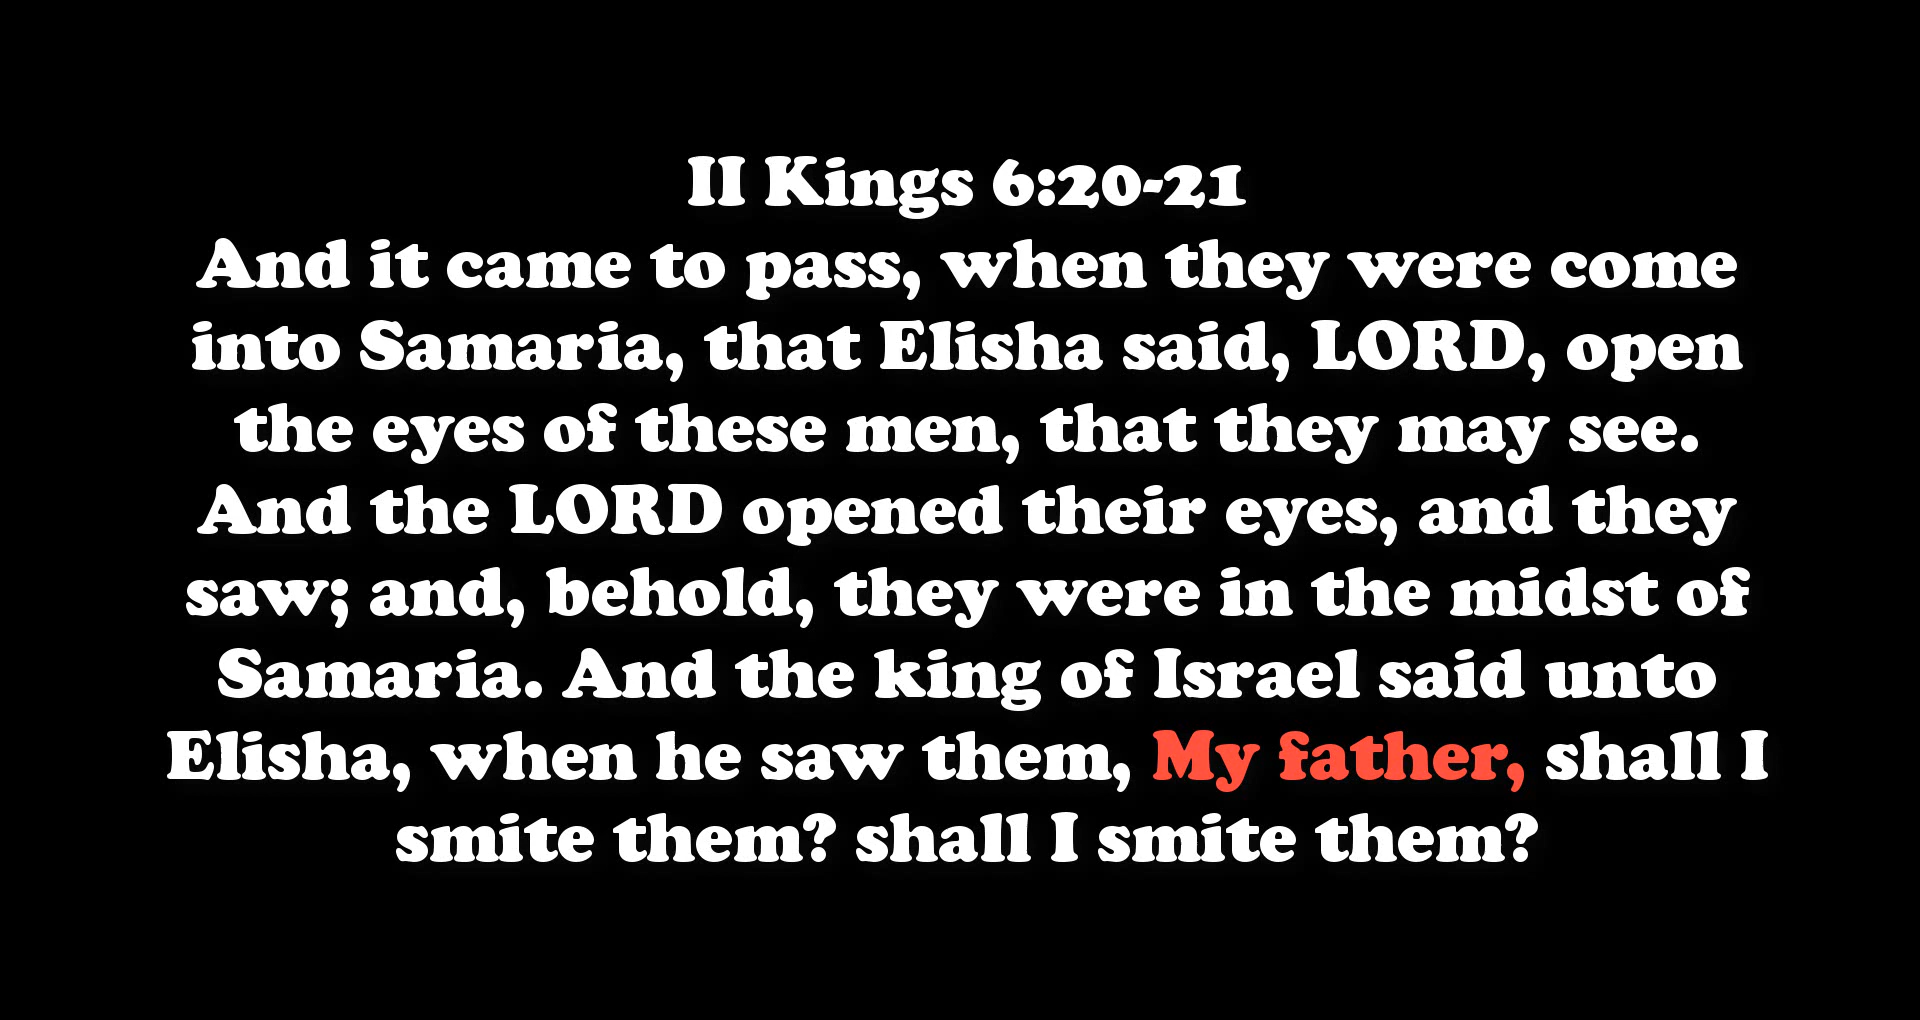 II Kings 6:20-21
And it came to pass, when they were come
into Samaria, that Elisha said, LORD, open
the eyes of these men, that they may see.
And the LORD opened their eyes, and they
saw; and, behold, they were in the midst of
Samaria. And the king of Israel said unto
Elisha, when he saw them, My father, shall I
smite them? shall I smite them?